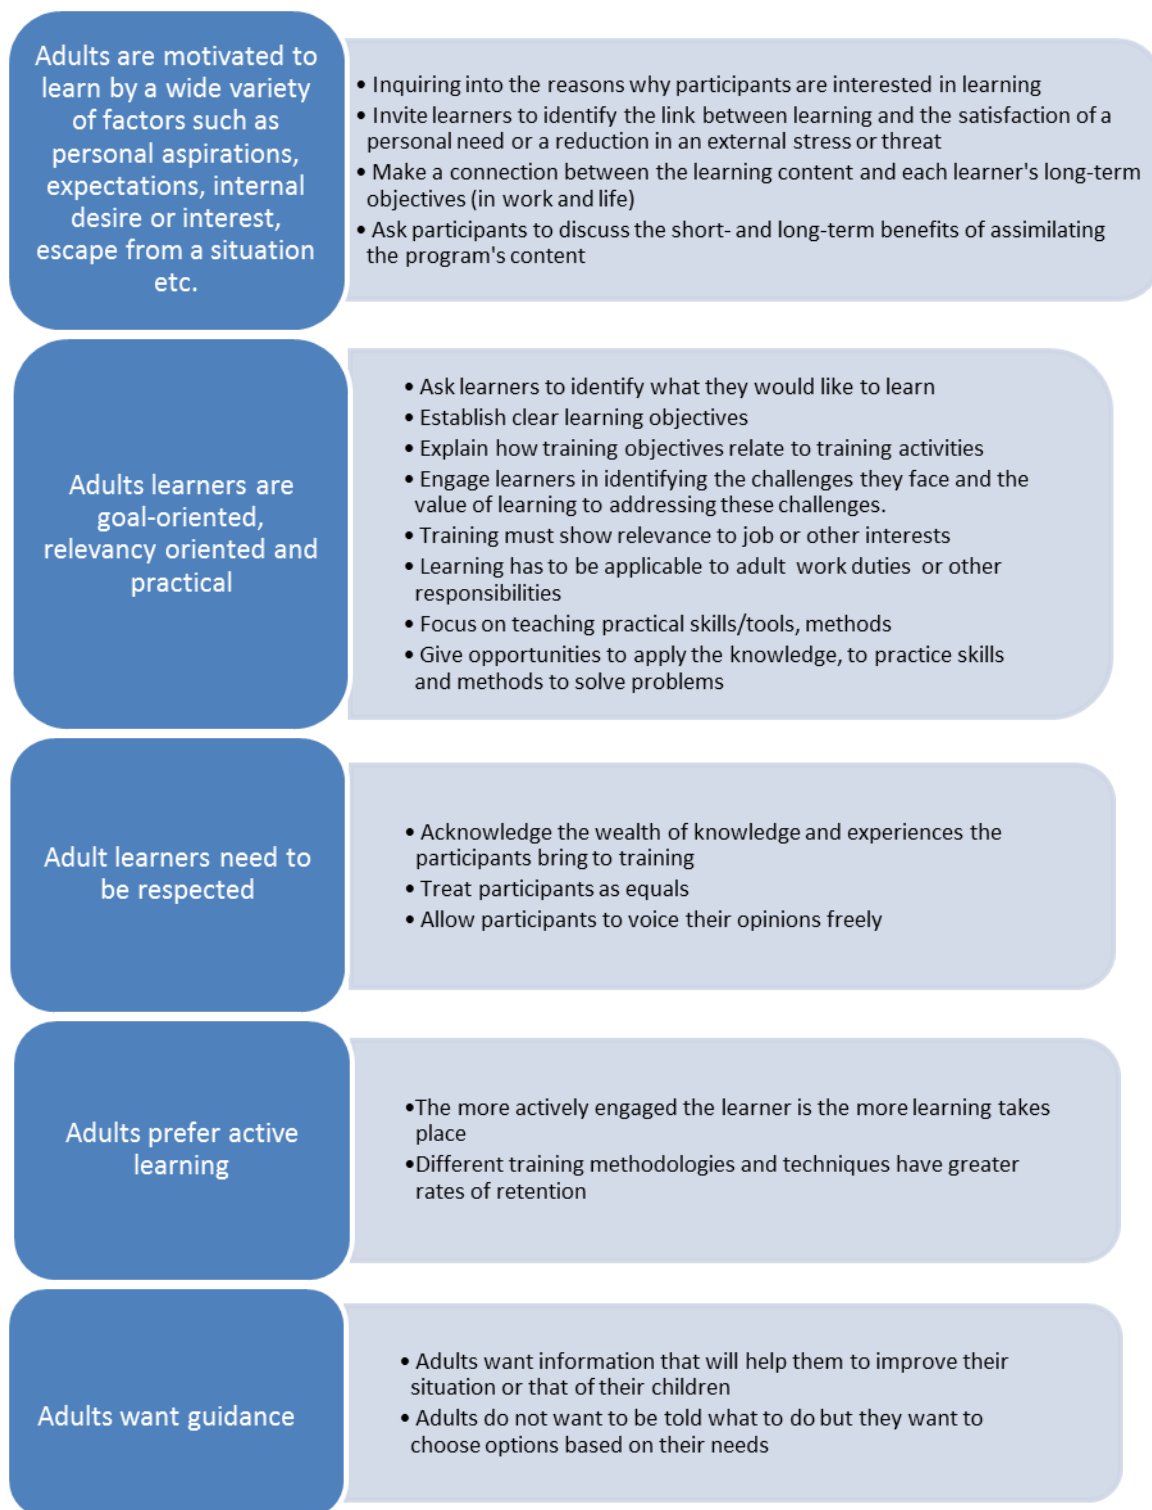 Adults are motivated to
learn by a wide variety
of factors such as
personal aspirations,
expectations, internal
desire or interest,
escape from a situation
etc.
• Inquiring into the reasons why participants are interested in learning
• Invite learners to identify the link between learning and the satisfaction of a
personal need or a reduction in an external stress or threat
• Make a connection between the learning content and each learner's long-term
objectives (in work and life)
• Ask participants to discuss the short- and long-term benefits of assimilating
the program's content
Adults learners are
goal-oriented,
relevancy oriented and
practical
• Ask learners to identify what they would like to learn
• Establish clear learning objectives
• Explain how training objectives relate to training activities
• Engage learners in identifying the challenges they face and the
value of learning to addressing these challenges.
• Training must show relevance to job or other interests
• Learning has to be applicable to adult work duties or other
responsibilities
• Focus on teaching practical skills/tools, methods
• Give opportunities to apply the knowledge, to practice skills
and methods to solve problems
Adult learners need to
be respected
• Acknowledge the wealth of knowledge and experiences the
participants bring to training
• Treat participants as equals
• Allow participants to voice their opinions freely
Adults prefer active
learning
•The more actively engaged the learner is the more learning takes
place
•Different training methodologies and techniques have greater
rates of retention
Adults want guidance
• Adults want information that will help them to improve their
situation or that of their children
• Adults do not want to be told what to do but they want to
choose options based on their needs